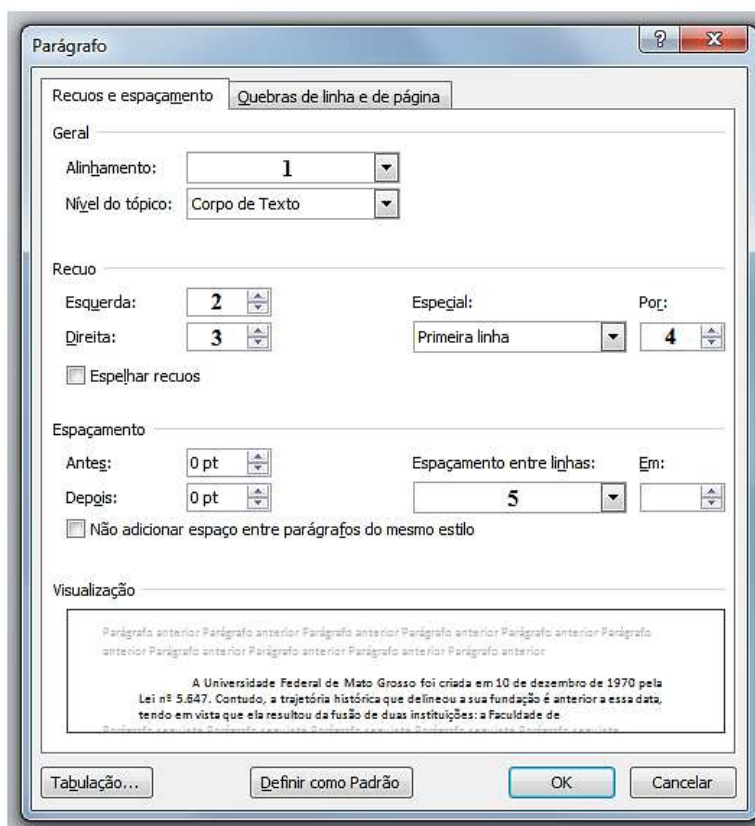 Parágrafo
Recuos e espaçamento Quebras de linha e de página
Geral
Alinhamento: 1
Nível do tópico: Corpo de Texto
Recuo
Esquerda: 2 Especial: Por:
Direita: 3 Primeira linha 4
Espelhar recuos
Espaçamento
Antes: 0 pt Espaçamento entre linhas: Em:
Depois: 0 pt 5
Não adicionar espaço entre parágrafos do mesmo estilo
Visualização
Parágrafo anterior Parágrafo anterior Parágrafo anterior Parágrafo anterior Parágrafo anterior Parágrafo
anterior Parágrafo anterior Parágrafo anterior Parágrafo anterior Parágrafo anterior
A Universidade Federal de Mato Grosso foi criada em 10 de dezembro de 1970 pela
Lei nº 5.647. Contudo, a trajetória histórica que delineou a sua fundação é anterior a essa data,
tendo em vista que ela resultou da fusão de duas instituições: a Faculdade de
Tabulação... Definir como Padrão OK Cancelar